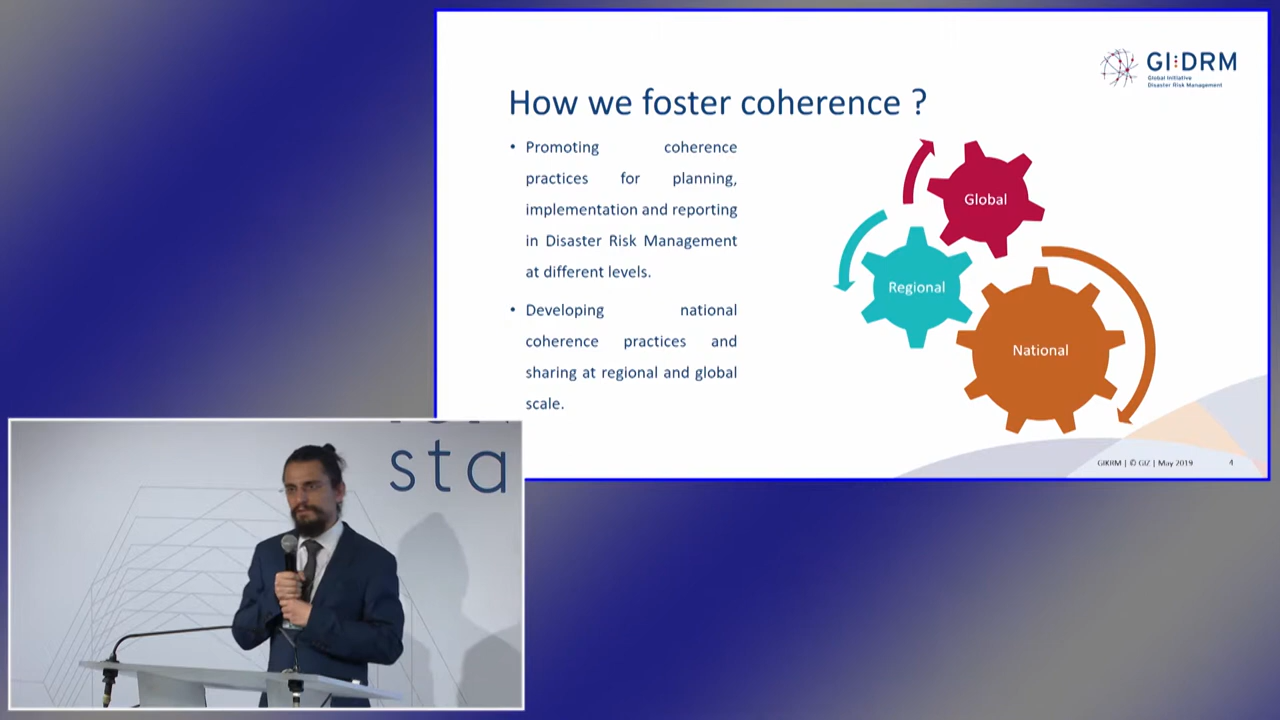 GI:DRM
Global Initiative
Disaster Risk Management
How we foster coherence ?
• Promoting coherence
practices for planning,
implementation and reporting
in Disaster Risk Management
at different levels.
• Developing national
coherence practices and
sharing at regional and global
scale.
Global
Regional
National
| © GIZ | May 2019
4
sta